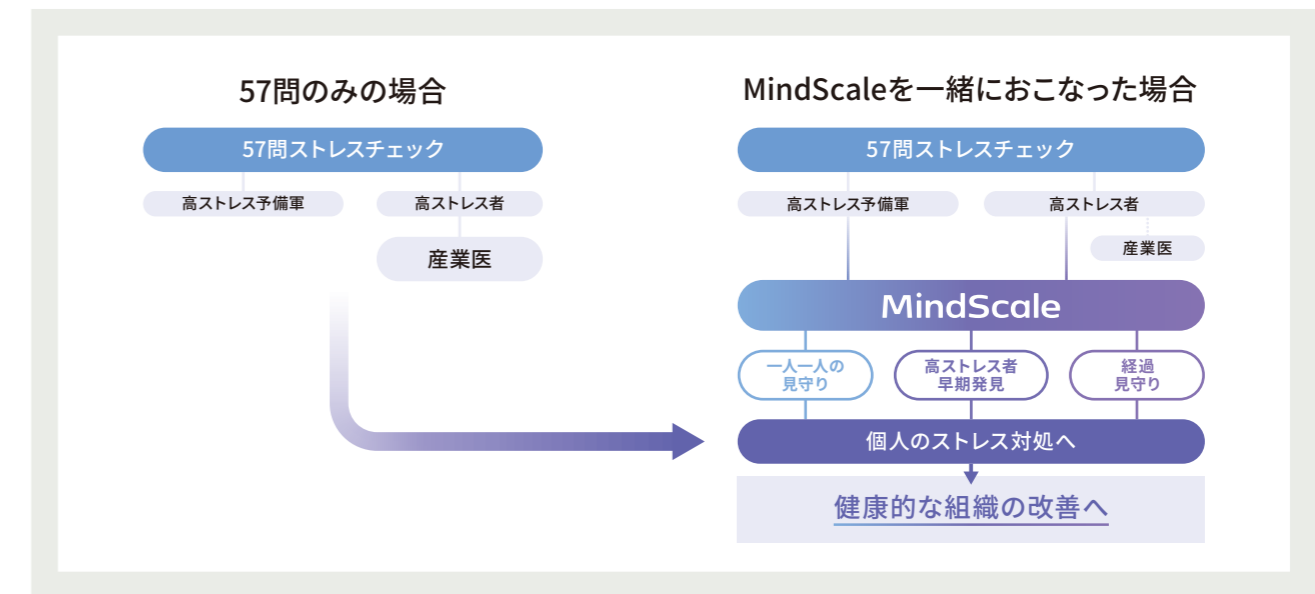 57問のみの場合
57問ストレスチェック
高ストレス予備軍
高ストレス者
産業医
MindScaleを一緒におこなった場合
57問ストレスチェック
高ストレス予備軍
高ストレス者
産業医
MindScale
一人一人の
見守り
高ストレス者
早期発見
経過
見守り
個人のストレス対処へ
健康的な組織の改善へ